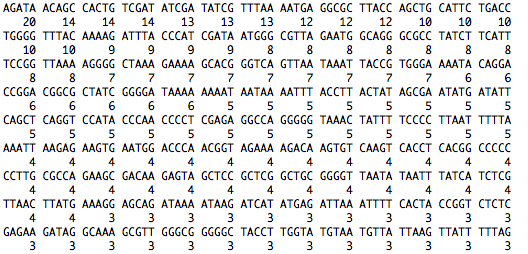 AGATA ACAGC CACTG TCGAT ATCGA TATCG TTTAA AATGA GGCGC TTACC AGCTG CATTC TGACC
20 14 14 14 13 13 13 12 12 12 10 10 10
TGGGG TTTAC AAAAG ATTTA CCCAT CGATA AATGG GCGTA GAATG GCAGG GCGCC TATCT TCATT
10 10 9 9 9 9 8 8 8 8 8 8 8
TCCGG TTAAA AGGGG CTAAA GAAAA GCACG GGTCA GTTAA TAAAT TACCG TGGGA AAATA CAGGA
8 8 7 7 7 7 7 7 7 7 7 6 6
CCGGA CGGCG CTATC GGGGA TAAAA AAAAT AATAA AATTT ACCTT ACTAT AGCGA ATATG ATATT
6 6 6 6 6 5 5 5 5 5 5 5 5
CAGCT CAGGT CCATA CCCAA CCCCT CGAGA GGCCA GGGGG TAAAC TATTT TCCCC TTAAT TTTTA
5 5 5 5 5 5 5 5 5 5 5 5 5
AAATT AAGAG AAGTG AATGG ACCCA ACGGT AGAAA AGACA AGTGT CAAGT CACCT CACGG CCCCC
4 4 4 4 4 4 4 4 4 4 4 4 4
CCTTG CGCCA GAAGC GACAA GAGTA GCTCC GCTCG GCTGC GGGGT TAATA TAATT TATCA TCTCG
4 4 4 4 4 4 4 4 4 4 4 4 4
TTAAC TTATG AAAGG AGCAG ATAAA ATAAG ATCAT ATGAG ATTAA ATTTT CACTA CCGGT CTCTC
4 4 3 3 3 3 3 3 3 3 3 3 3
GAGAA GATAG GCAAA GCGTT GGGCG GGGGC TACCT TGGTA TGTAA TGTTA TTAAG TTATT TTTAG
3 3 3 3 3 3 3 3 3 3 3 3 3